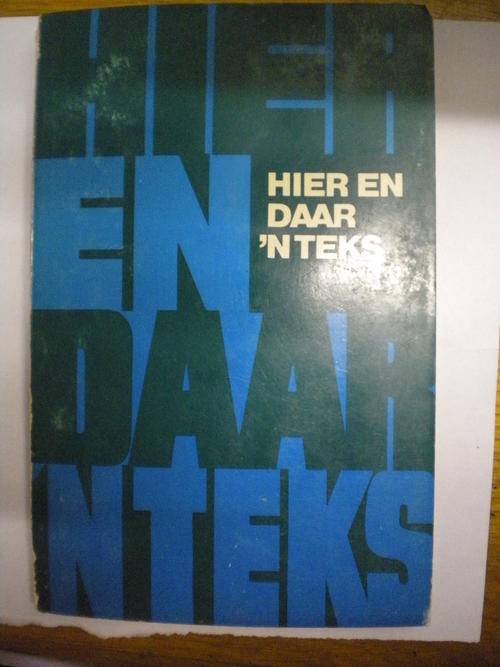 HIER
EN
DAAR
'N TEKS
HIER EN
DAAR
'N TEKS